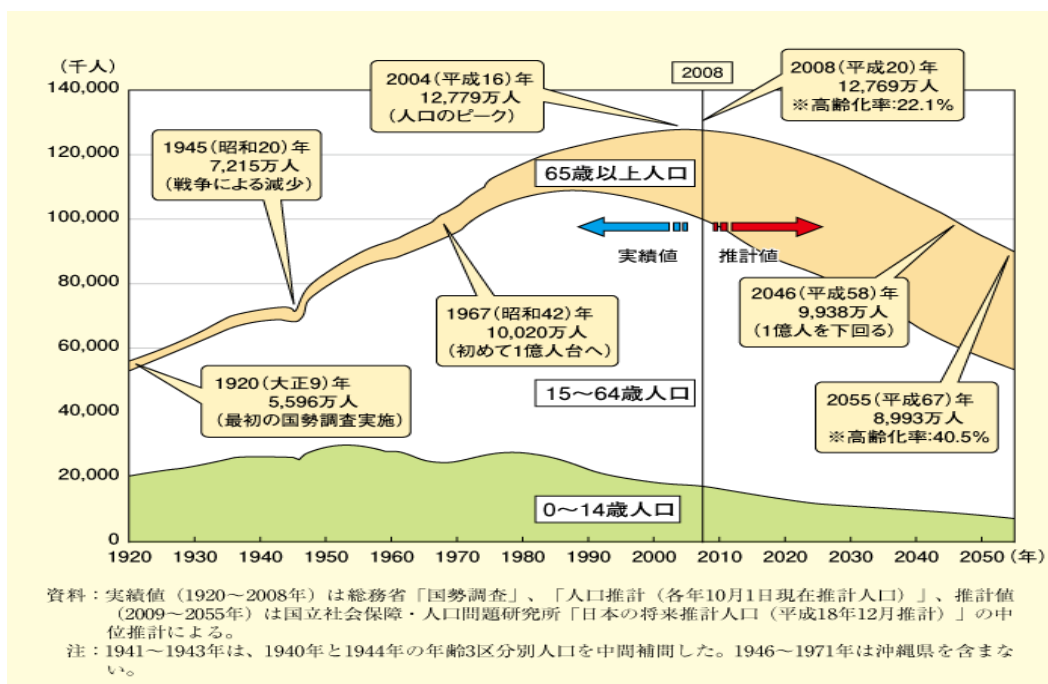 (千人)
140,000
120,000
100,000
80,000
60,000
40,000
20,000
0
2004(平成16)年
12,779万人
(人口のピーク)
2008
2008(平成20)年
12,769万人
※高齢化率:22.1%
1945(昭和20)年
7,215万人
(戦争による減少)
65歳以上人口
実績値
推計値
1967(昭和42)年
10,020万人
(初めて1億人台へ)
2046(平成58)年
9,938万人
(1億人を下回る)
1920(大正9)年
5,596万人
(最初の国勢調査実施)
15～64歳人口
2055(平成67)年
8,993万人
※高齢化率:40.5%
0～14歳人口
1920 1930 1940 1950 1960 1970 1980 1990 2000 2010 2020 2030 2040 2050 (年)
資料：実績値（1920～2008年）は総務省「国勢調査」、「人口推計（各年10月1日現在推計人口）」、推計値
（2009～2055年）は国立社会保障・人口問題研究所「日本の将来推計人口（平成18年12月推計）」の中
位推計による。
注：1941～1943年は、1940年と1944年の年齢3区分別人口を中間補間した。1946～1971年は沖縄県を含まな
い。